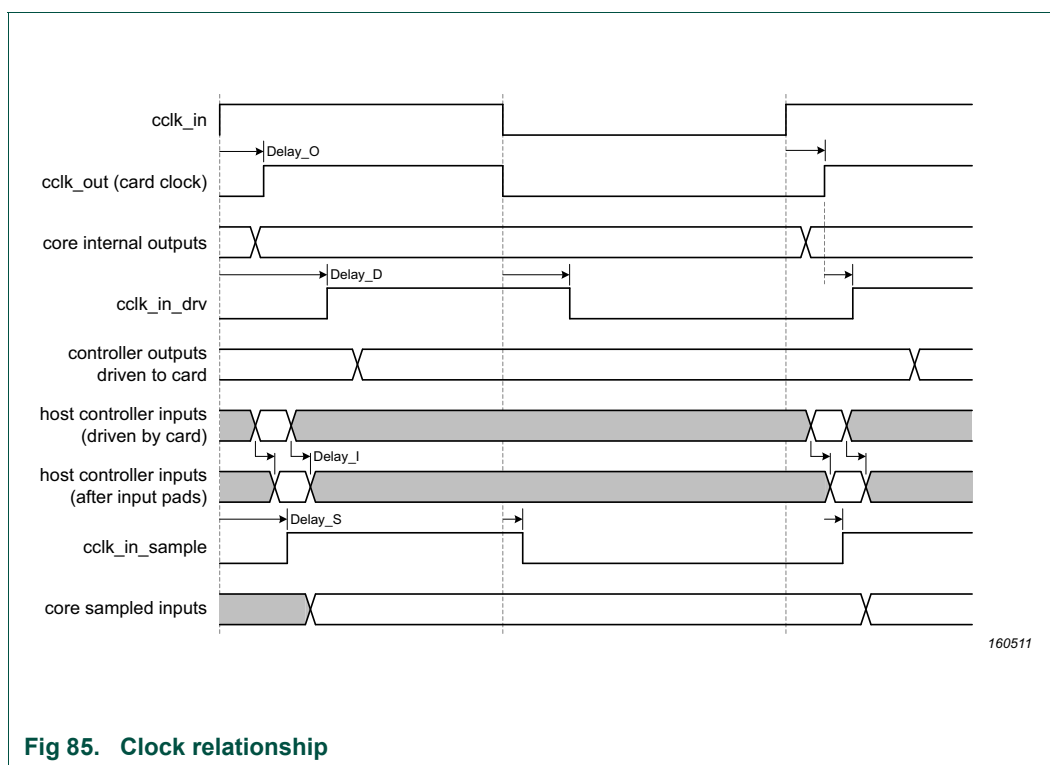 cclk_in
Delay_O
cclk_out (card clock)
core internal outputs
Delay_D
cclk_in_drv
controller outputs
driven to card
host controller inputs
(driven by card)
Delay_I
host controller inputs
(after input pads)
Delay_S
cclk_in_sample
core sampled inputs
160511
Fig 85. Clock relationship